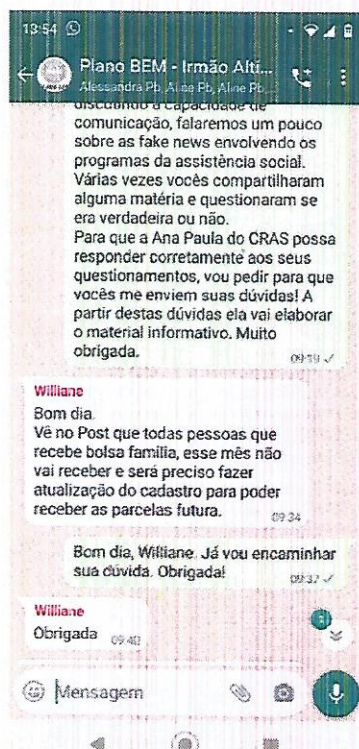 13:54
Plano BEM - Irmão Altí...
Alessandra Pb, Aline Pb, Aline Pb...
discutindo a capacidade de
comunicação, falaremos um pouco
sobre as fake news envolvendo os
programas da assistência social.
Várias vezes vocês compartilharam
alguma matéria e questionaram se
era verdadeira ou não.
Para que a Ana Paula do CRAS possa
responder corretamente aos seus
questionamentos, vou pedir para que
vocês me enviem suas dúvidas! A
partir destas dúvidas ela vai elaborar
o material informativo. Muito
obrigada.
09:19
Williane
Bom dia.
Vê no Post que todas pessoas que
recebe bolsa família, esse mês não
vai receber e será preciso fazer
atualização do cadastro para poder
receber as parcelas futura.
09:34
Bom dia, Williane. Já vou encaminhar
sua dúvida. Obrigada!
09:37
Williane
Obrigada 09:40
Mensagem